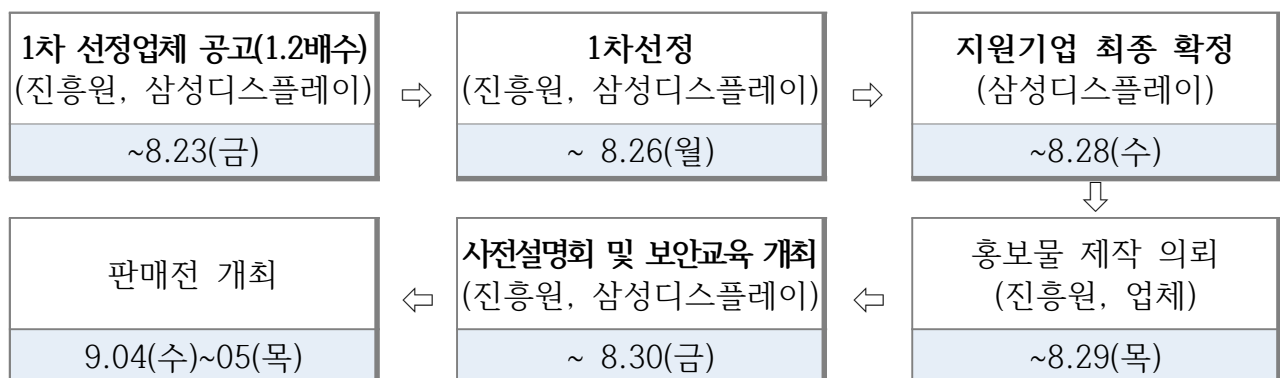 1차 선정업체 공고(1.2배수)
(진흥원, 삼성디스플레이)
~8.23(금)
⇨
1차선정
(진흥원, 삼성디스플레이)
~ 8.26(월)
⇨
지원기업 최종 확정
(삼성디스플레이)
~8.28(수)
⇩
홍보물 제작 의뢰
(진흥원, 업체)
~8.29(목)
⇦
사전설명회 및 보안교육 개최
(진흥원, 삼성디스플레이)
~ 8.30(금)
⇦
판매전 개최
9.04(수)~05(목)